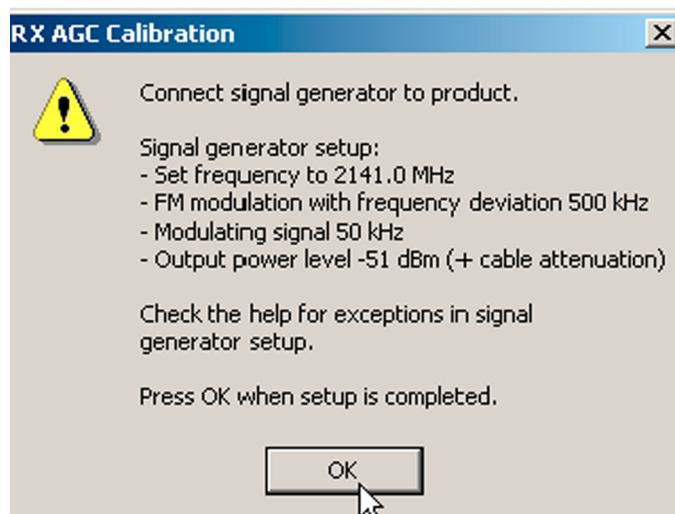 RX AGC Calibration
Connect signal generator to product.
Signal generator setup:
- Set frequency to 2141.0 MHz
- FM modulation with frequency deviation 500 kHz
- Modulating signal 50 kHz
- Output power level -51 dBm (+ cable attenuation)
Check the help for exceptions in signal
generator setup.
Press OK when setup is completed.
OK